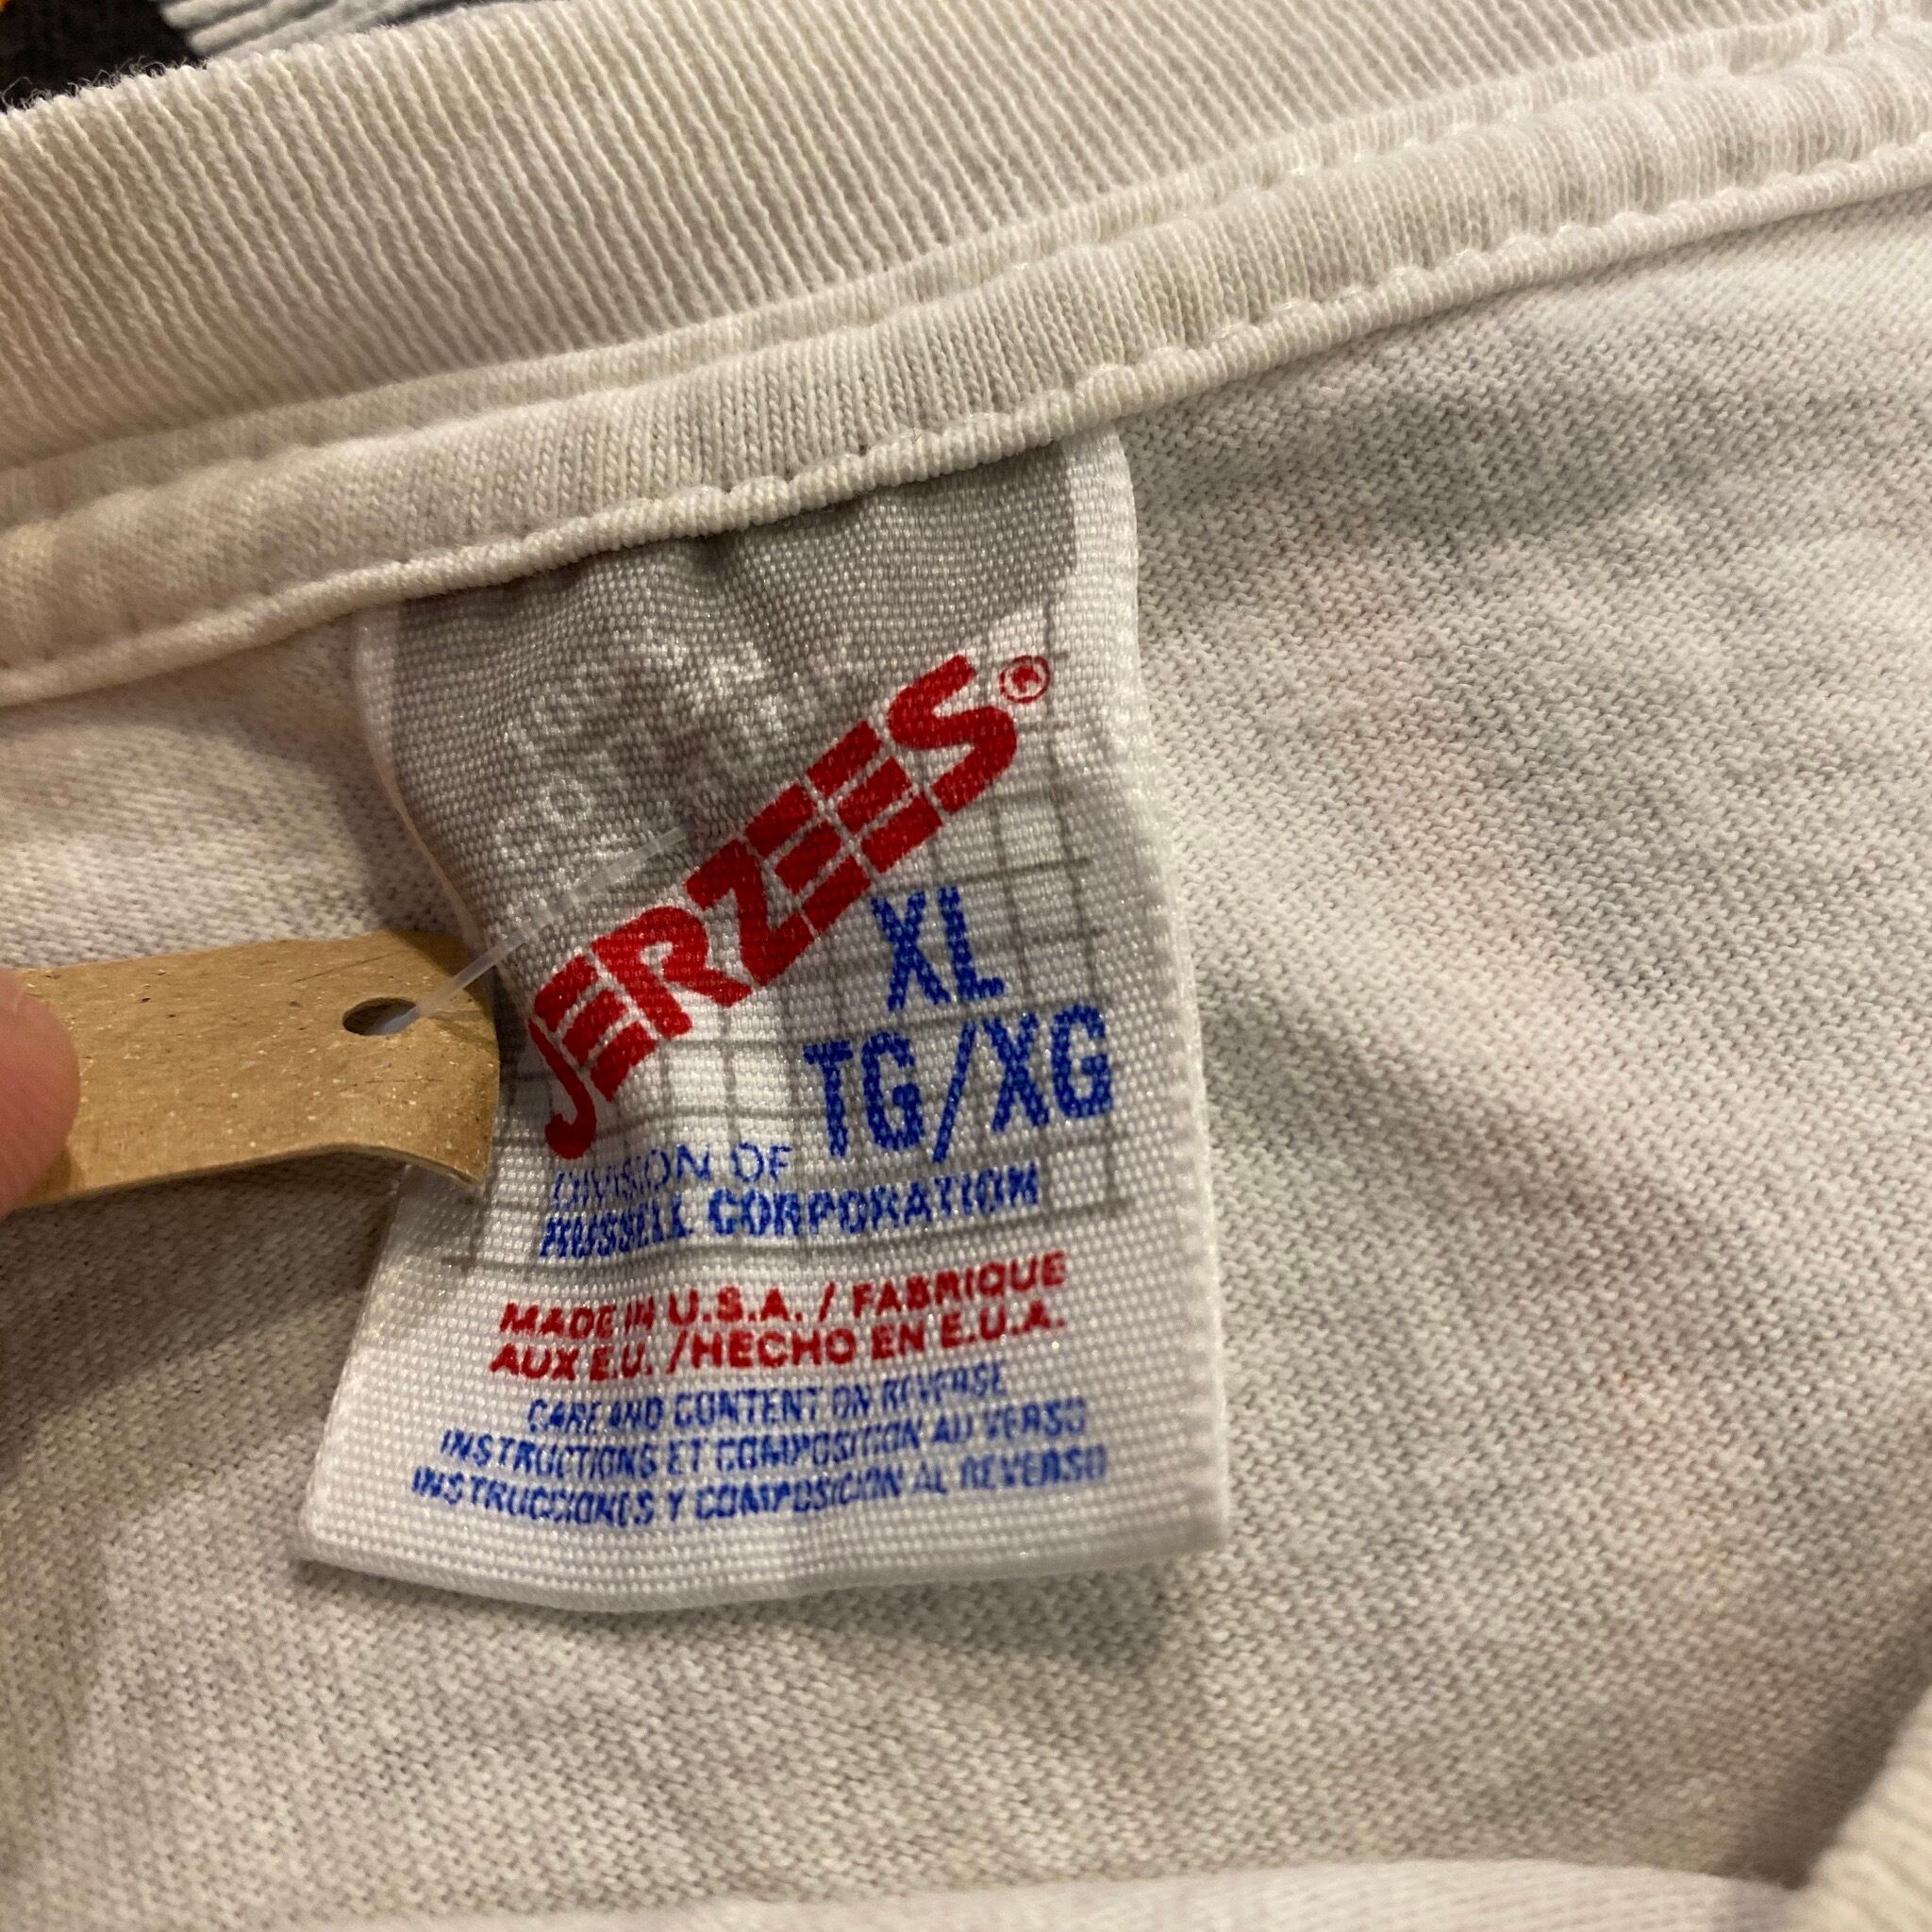 JERZEES®
XL
TG/XG
DIVISION OF
RUSSELL CORPORATION
MADE IN U.S.A. / FABRIQUE
AUX E.U. /HECHO EN E.U.A.
CARE AND CONTENT ON REVERSE
INSTRUCTIONS ET COMPOSITION AU VERSO
INSTRUCCIONES Y COMPOSICION AL REVERSO